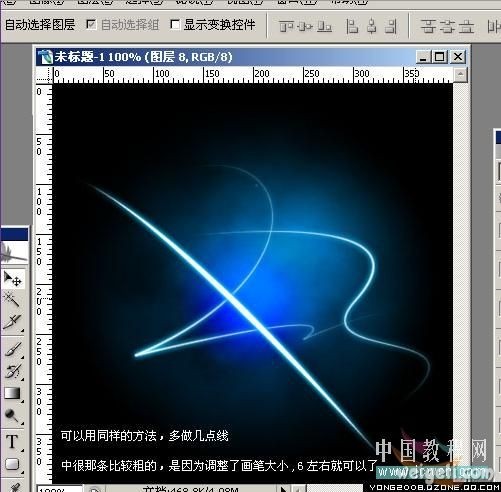 自动选择图层 自动选择组 显示变换控件
未标题-1 100% (图层 8, RGB/8)
0 50 100 150 200 250 300 350
0
50
100
150
200
250
300
350
可以用同样的方法，多做几点线
中很那条比较粗的，是因为调整了画笔大小，6左右就可以了
中国教程网
100% 文档:468.8K/4.08M
YONG2008.QZONE.QQ.COM